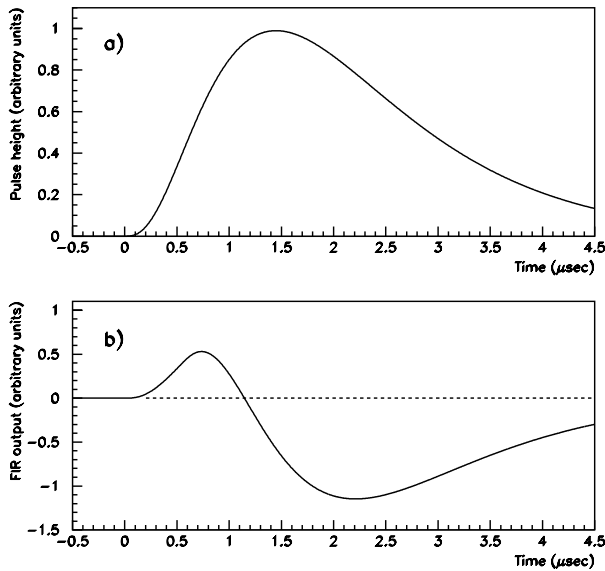 Pulse height (arbitrary units)
a)
1
0.8
0.6
0.4
0.2
0
−0.5 0 0.5 1 1.5 2 2.5 3 3.5 4 4.5
Time (μsec)
FIR output (arbitrary units)
b)
1
0.5
0
−0.5
−1
−1.5
−0.5 0 0.5 1 1.5 2 2.5 3 3.5 4 4.5
Time (μsec)